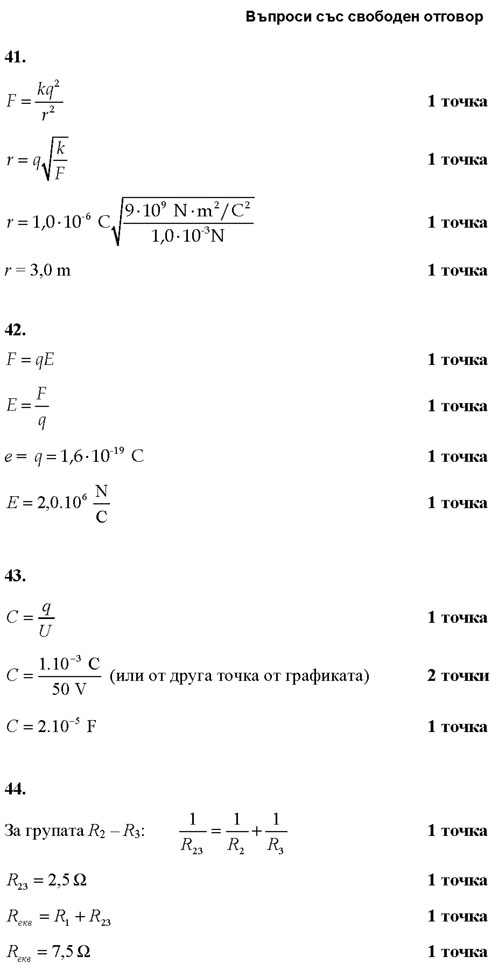 Въпроси със свободен отговор
41.
F = kq²/r² 1 точка
r = q√(k/F) 1 точка
r = 1,0·10⁻⁶ C√(9·10⁹ N·m²/C² / 1,0·10⁻³N) 1 точка
r = 3,0 m 1 точка
42.
F = qE 1 точка
E = F/q 1 точка
e = q = 1,6·10⁻¹⁹ C 1 точка
E = 2,0.10⁶ N/C 1 точка
43.
C = q/U 1 точка
C = 1.10⁻³ C / 50 V (или от друга точка от графиката) 2 точки
C = 2.10⁻⁵ F 1 точка
44.
За групата R₂ – R₃: 1/R₂₃ = 1/R₂ + 1/R₃ 1 точка
R₂₃ = 2,5 Ω 1 точка
Rекв = R₁ + R₂₃ 1 точка
Rекв = 7,5 Ω 1 точка